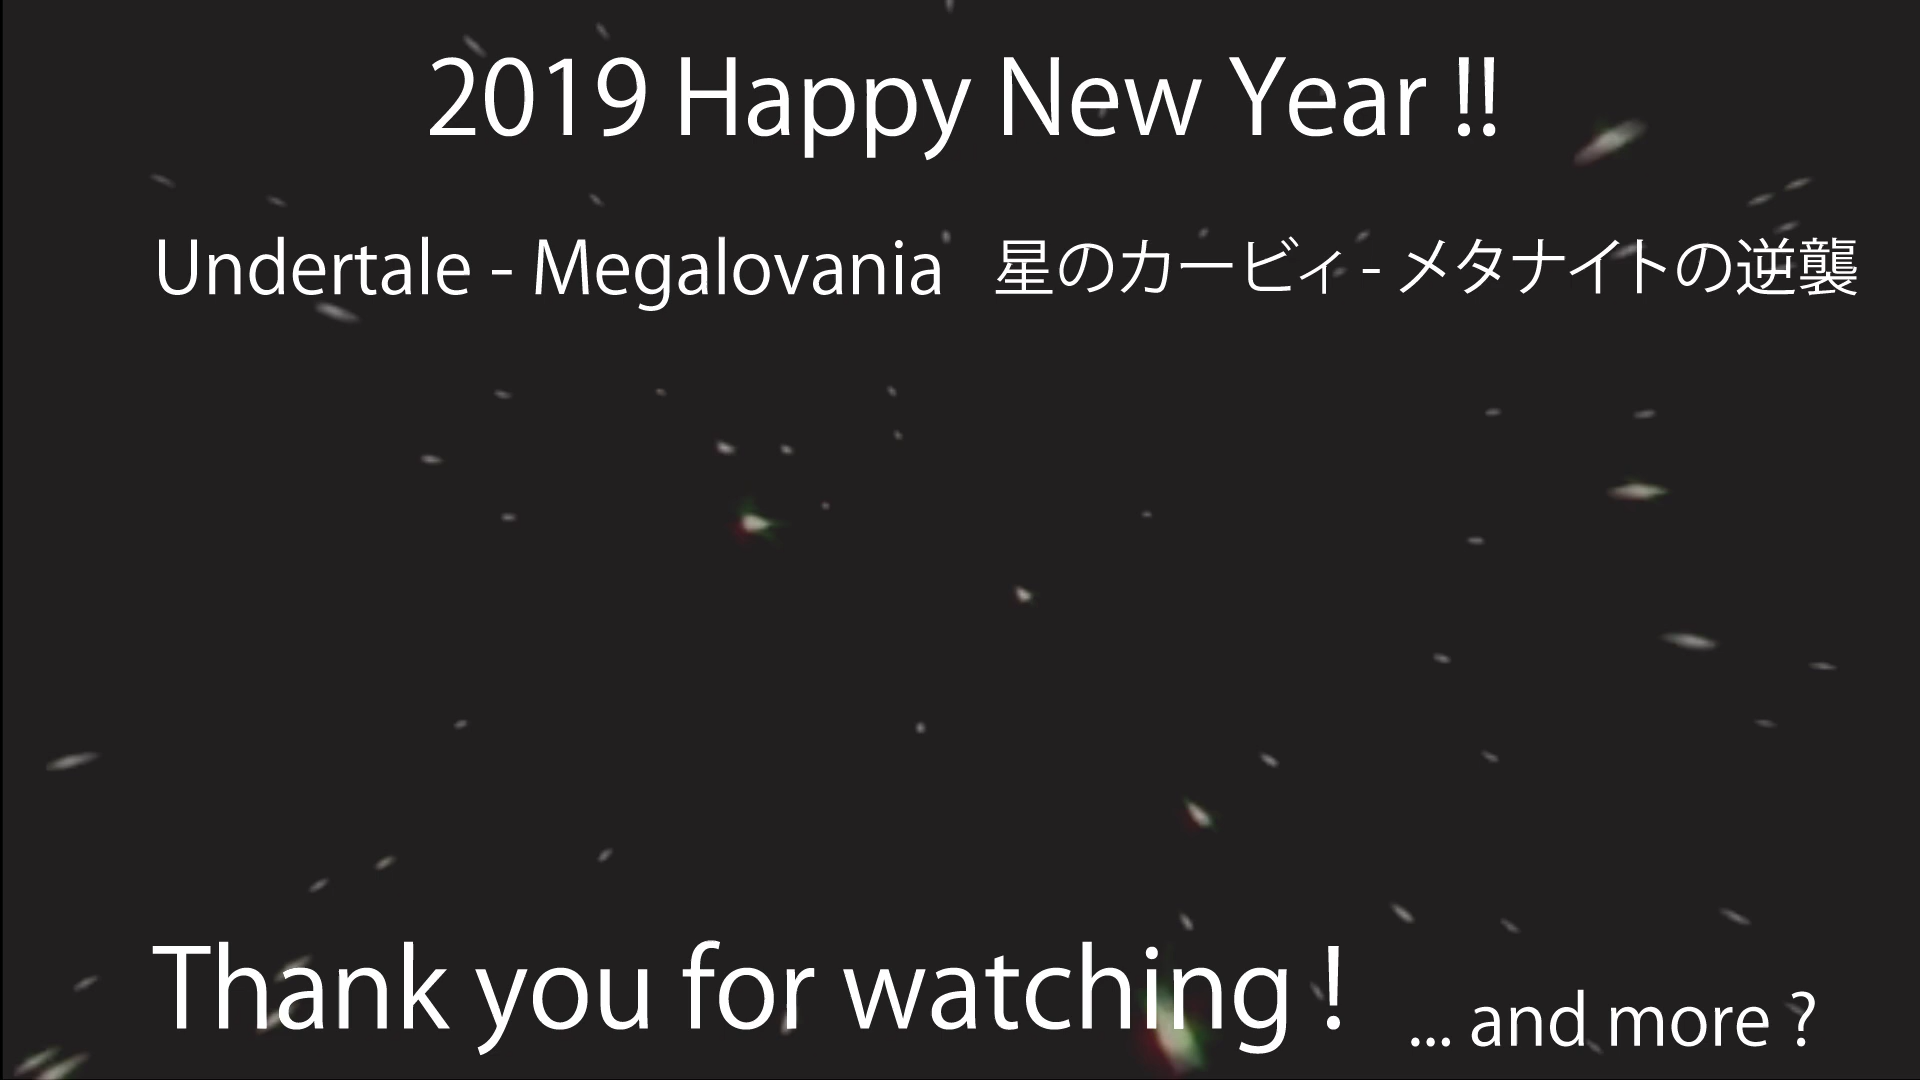 2019 Happy New Year !!
Undertale - Megalovania 星のカービィ - メタナイトの逆襲
Thank you for watching !
... and more ?